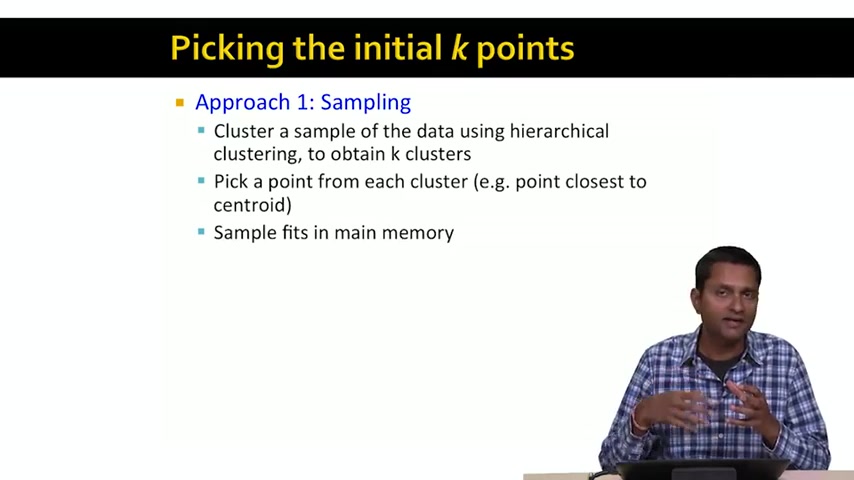 Picking the initial k points
Approach 1: Sampling
Cluster a sample of the data using hierarchical
clustering, to obtain k clusters
Pick a point from each cluster (e.g. point closest to
centroid)
Sample fits in main memory